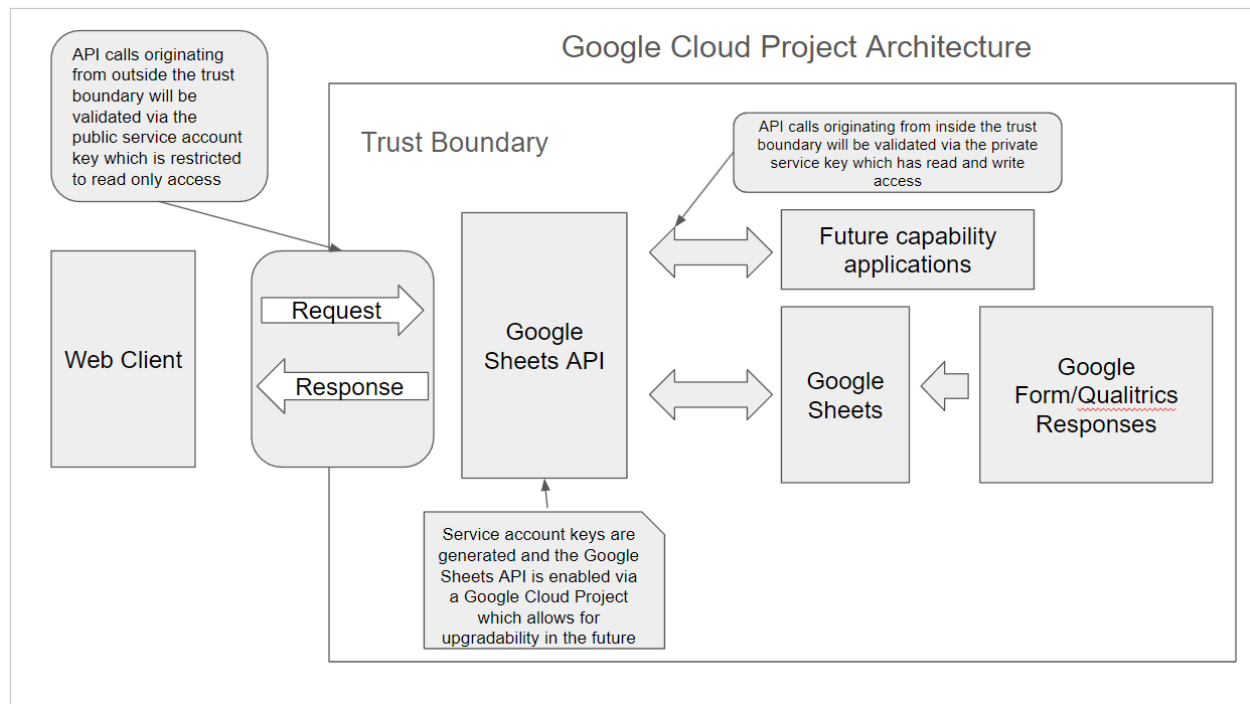 Google Cloud Project Architecture
API calls originating
from outside the trust
boundary will be
validated via the
public service account
key which is restricted
to read only access
Trust Boundary
API calls originating from inside the trust
boundary will be validated via the private
service key which has read and write
access
Web Client
Request
Response
Google
Sheets API
Future capability
applications
Google
Sheets
Google
Form/Qualitrics
Responses
Service account keys are
generated and the Google
Sheets API is enabled via
a Google Cloud Project
which allows for
upgradability in the future